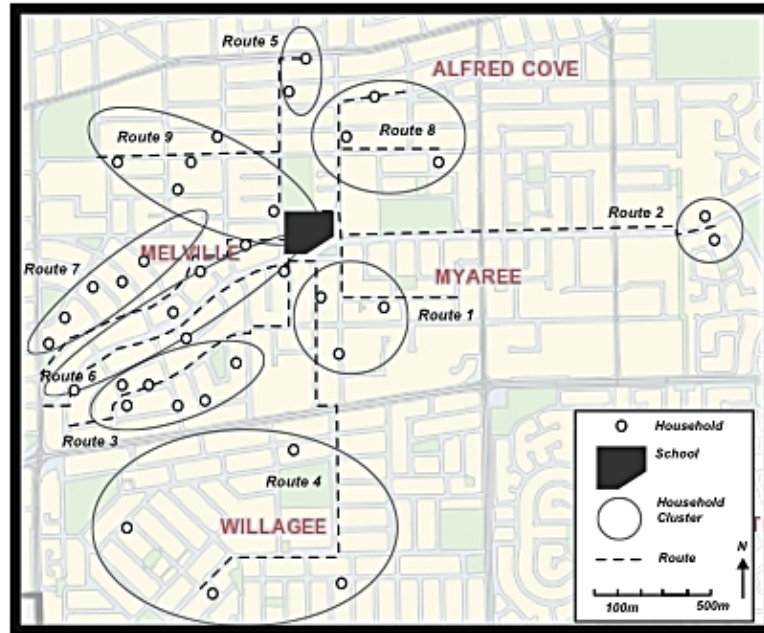 Route 5
ALFRED COVE
Route 9
Route 8
Route 2
MELVILLE
Route 7
MYAREE
Route 1
Route 6
Route 3
Route 4
WILLAGEE
Household
School
Household
Cluster
Route
N
100m
500m